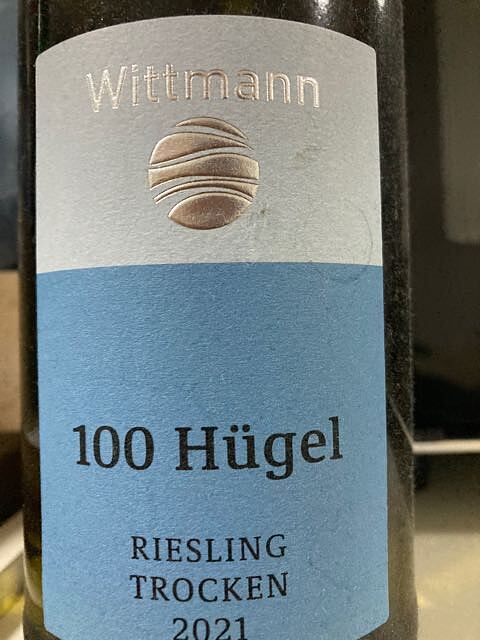 Wittmann
100 Hügel
RIESLING
TROCKEN
2021